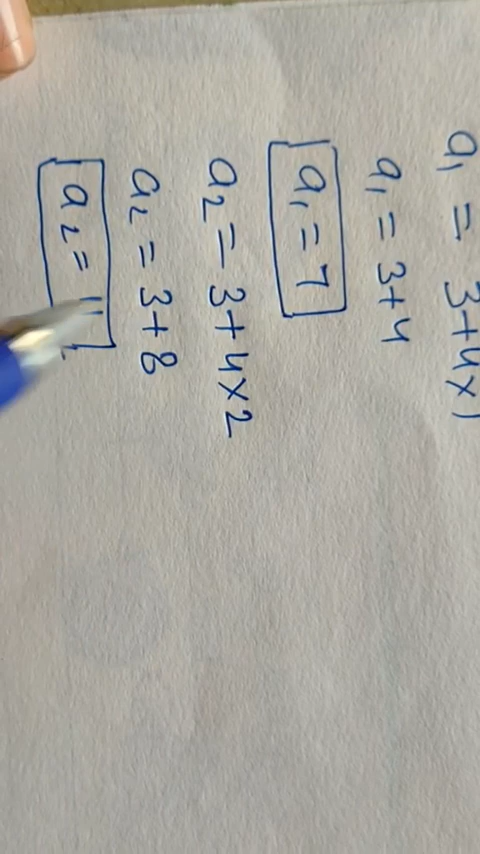 a₁ = 3+4×1
a₁ = 3+4
a₁ = 7
a₂ = 3+4×2
a₂ = 3+8
a₂ = 11